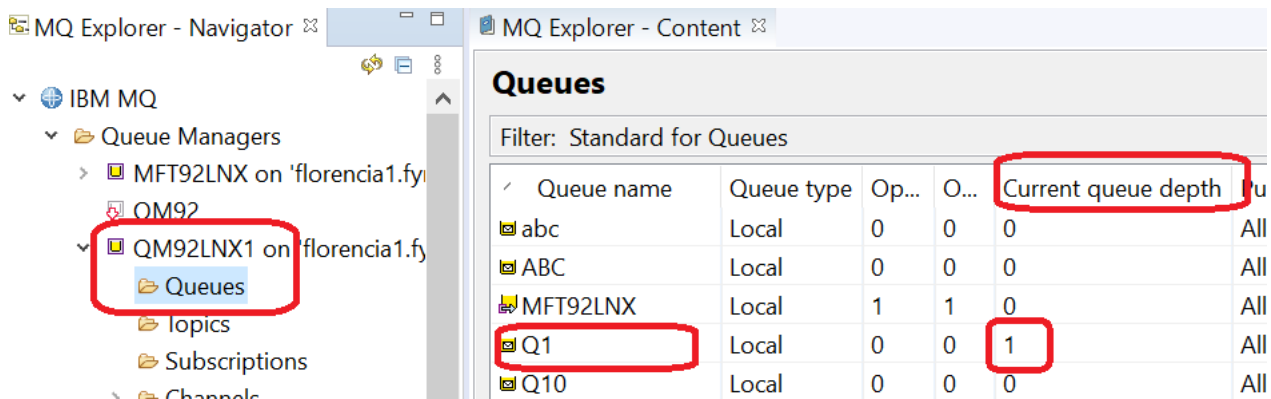 MQ Explorer - Navigator
IBM MQ
Queue Managers
MFT92LNX on 'florencia1.fy
QM92
QM92LNX1 on 'florencia1.fy
Queues
Topics
Subscriptions
Channels
MQ Explorer - Content
Queues
Filter: Standard for Queues
Queue name Queue type Op... O... Current queue depth Pu
abc Local 0 0 0 All
ABC Local 0 0 0 All
MFT92LNX Local 1 1 0 All
Q1 Local 0 0 1 All
Q10 Local 0 0 0 All